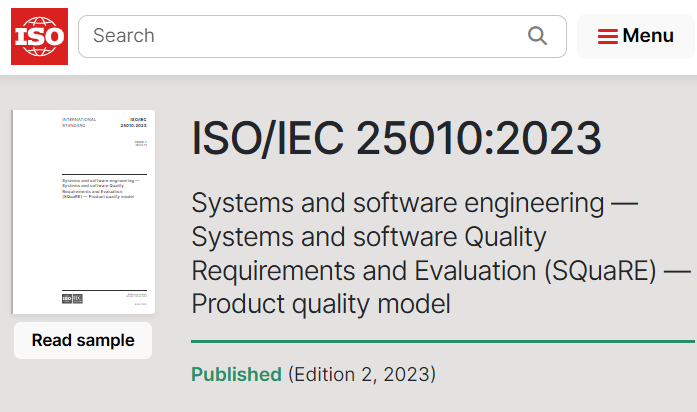 ISO
Search
Menu
INTERNATIONAL
STANDARD
ISO/IEC
25010:2023
Systems and software engineering —
Systems and software Quality
Requirements and Evaluation
(SQuaRE) — Product quality model
Read sample
ISO/IEC 25010:2023
Systems and software engineering —
Systems and software Quality
Requirements and Evaluation (SQuaRE) —
Product quality model
Published (Edition 2, 2023)